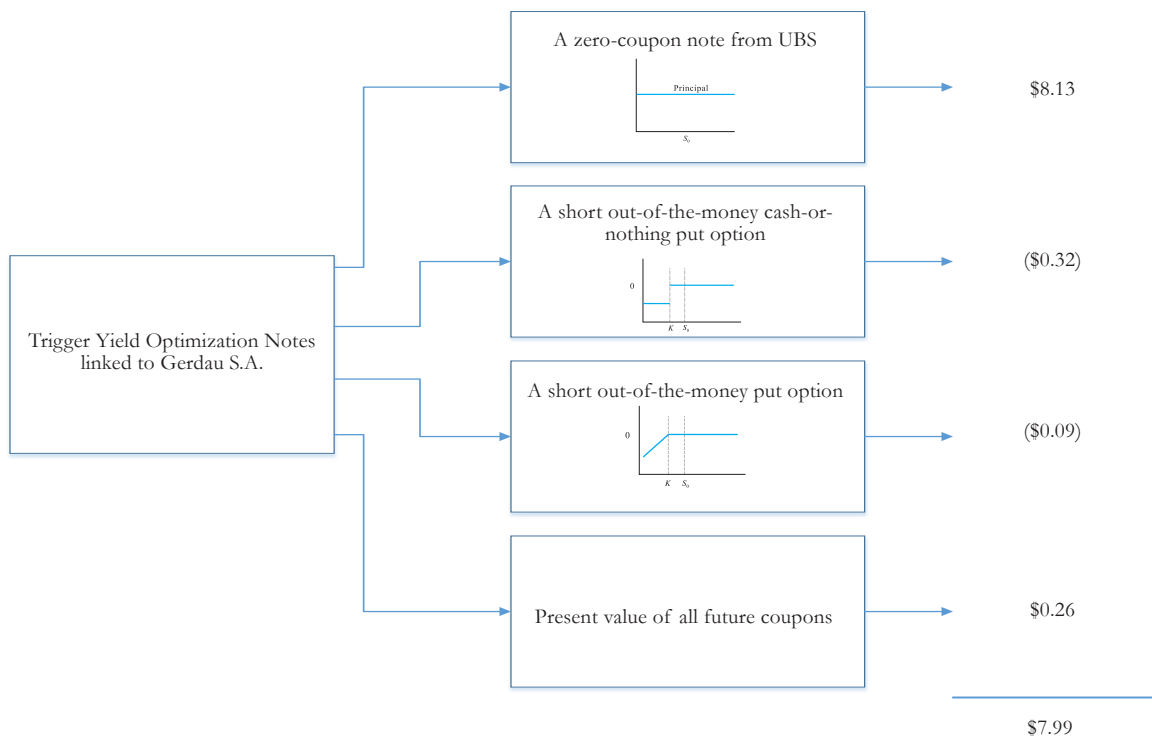 A zero-coupon note from UBS
Principal
S₀
$8.13
A short out-of-the-money cash-or-
nothing put option
0
K S₀
($0.32)
Trigger Yield Optimization Notes
linked to Gerdau S.A.
A short out-of-the-money put option
0
K S₀
($0.09)
Present value of all future coupons
$0.26
$7.99